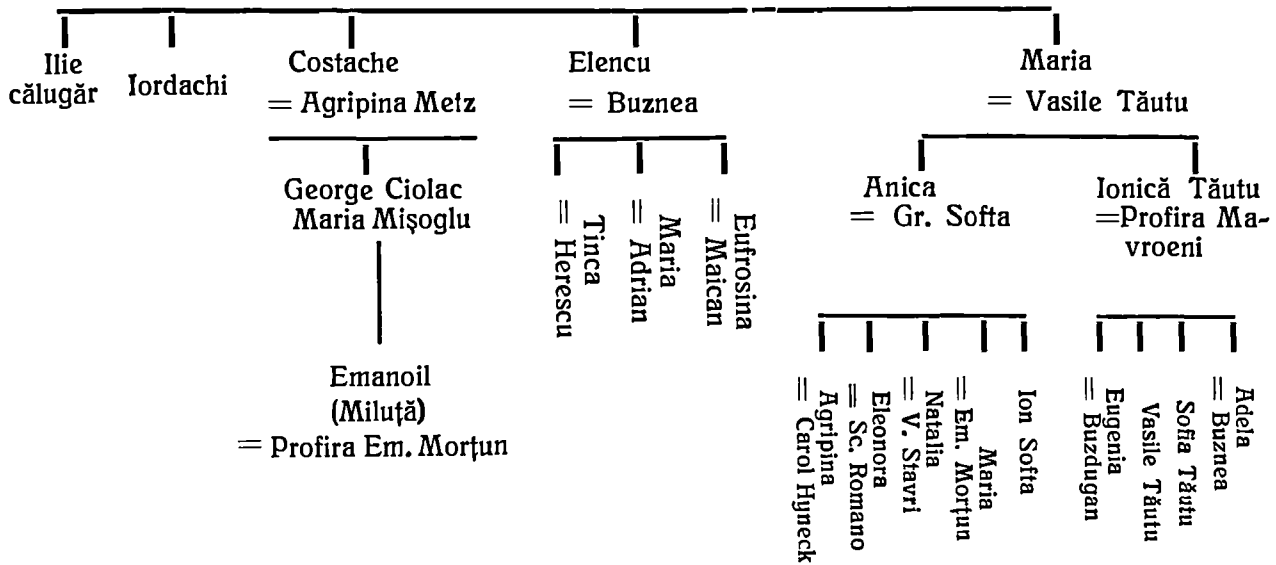 Ilie
călugăr
Iordachi
Costache
= Agripina Metz
Elencu
= Buznea
Maria
= Vasile Tăutu
George Ciolac
Maria Mişoglu
Tinca
= Herescu
Maria
= Adrian
Eufrosina
= Maican
Anica
= Gr. Softa
Ionică Tăutu
=Profira Ma-
vroeni
Emanoil
(Miluţă)
= Profira Em. Morţun
Agripina
= Carol Hyneck
Eleonora
= Sc. Romano
Natalia
= V. Stavri
Maria
= Em. Morţun
Ion Softa
Eugenia
= Buzdugan
Vasile Tăutu
Sofia Tăutu
Adela
= Buznea